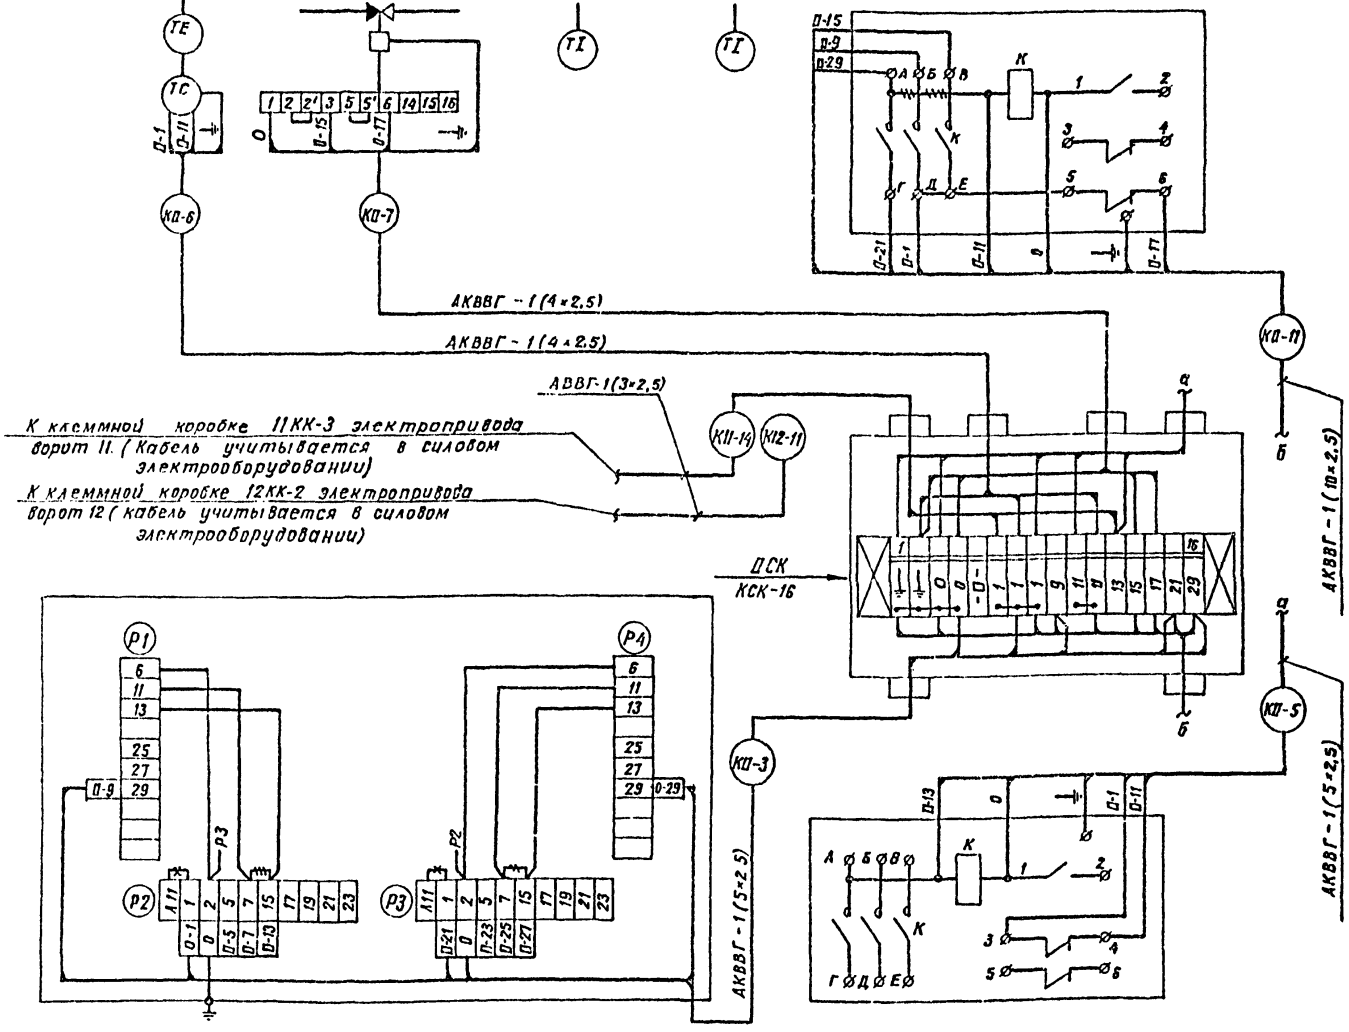 TE
TC
П-1
П-11
КП-6
1 2 2' 3 5 5' 6 14 15 16
0
П-15
П-17
КП-7
TI
TI
П-15
П-9
П-29
А Б В
К
1 2
3 4
К
Г Д Е
5 6
П-21
П-1
П-11
0
П-17
КП-11
б
АКВВГ-1(10×2,5)
АКВВГ-1(4×2,5)
АКВВГ-1(4×2.5)
АВВГ-1(3×2,5)
К клеммной коробке 11КК-3 электропривода
ворот 11. (Кабель учитывается в силовом
электрооборудовании)
К клеммной коробке 12КК-2 электропривода
ворот 12 (кабель учитывается в силовом
электрооборудовании)
К11-14
К12-11
а
ПСК
КСК-16
1 16
0 0 -0- 1 1 1 9 11 11 13 15 17 21 29
б
а
КП-5
АКВВГ-1(5×2,5)
КП-3
АКВВГ-1(5×2 5)
Р1
6
11
13
25
27
29
П-9
Р4
6
11
13
25
27
29
П-29
Р3
Р2
Р2
Л11 1 2 5 7 15 17 19 21 23
П-1 0 П-5 П-7 П-13
Р3
Л11 1 2 5 7 15 17 19 21 23
П-21 0 П-23 П-25 П-27
П-13
0
П-1
П-11
А Б В
К
1 2
К
3 4
5 6
Г Д Е